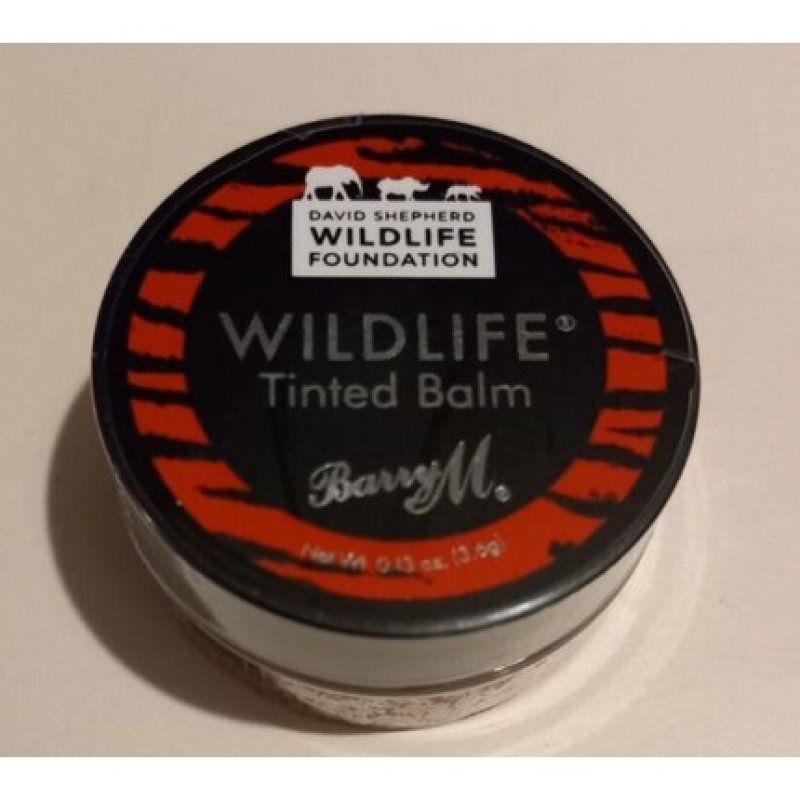 DAVID SHEPHERD
WILDLIFE
FOUNDATION
WILDLIFE®
Tinted Balm
Barry M®
Net Wt. 0.13 oz. (3.6g)